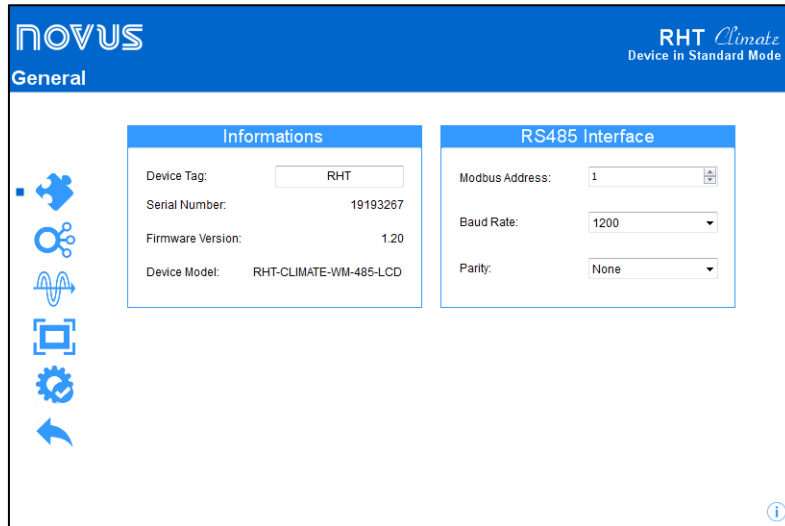 NOVUS
RHT Climate
Device in Standard Mode
General
Informations
Device Tag: RHT
Serial Number: 19193267
Firmware Version: 1.20
Device Model: RHT-CLIMATE-WM-485-LCD
RS485 Interface
Modbus Address: 1
Baud Rate: 1200
Parity: None
i